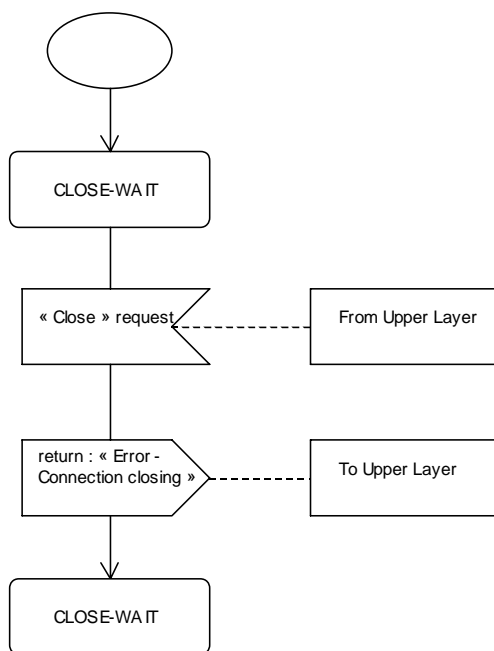 CLOSE-WAIT
« Close » request
From Upper Layer
return : « Error -
Connection closing »
To Upper Layer
CLOSE-WAIT